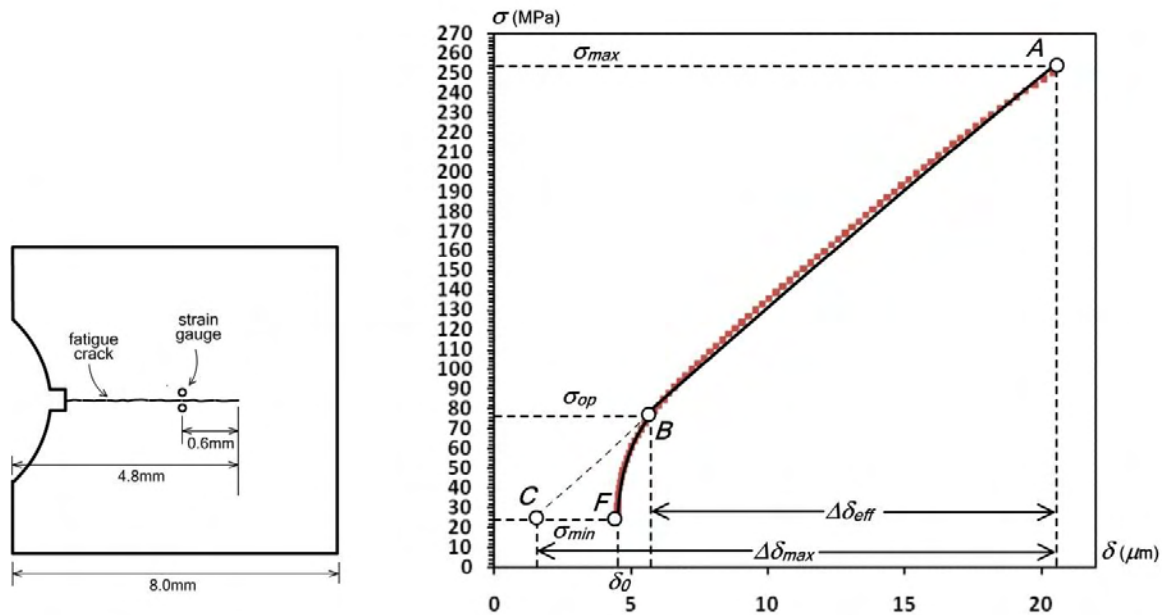 fatigue
crack
strain
gauge
0.6mm
4.8mm
8.0mm
σ (MPa)
270
260
250
240
230
220
210
200
190
180
170
160
150
140
130
120
110
100
90
80
70
60
50
40
30
20
10
0
σmax
A
σop
B
C
F
σmin
Δδeff
Δδmax
δ (μm)
δ0
0 5 10 15 20